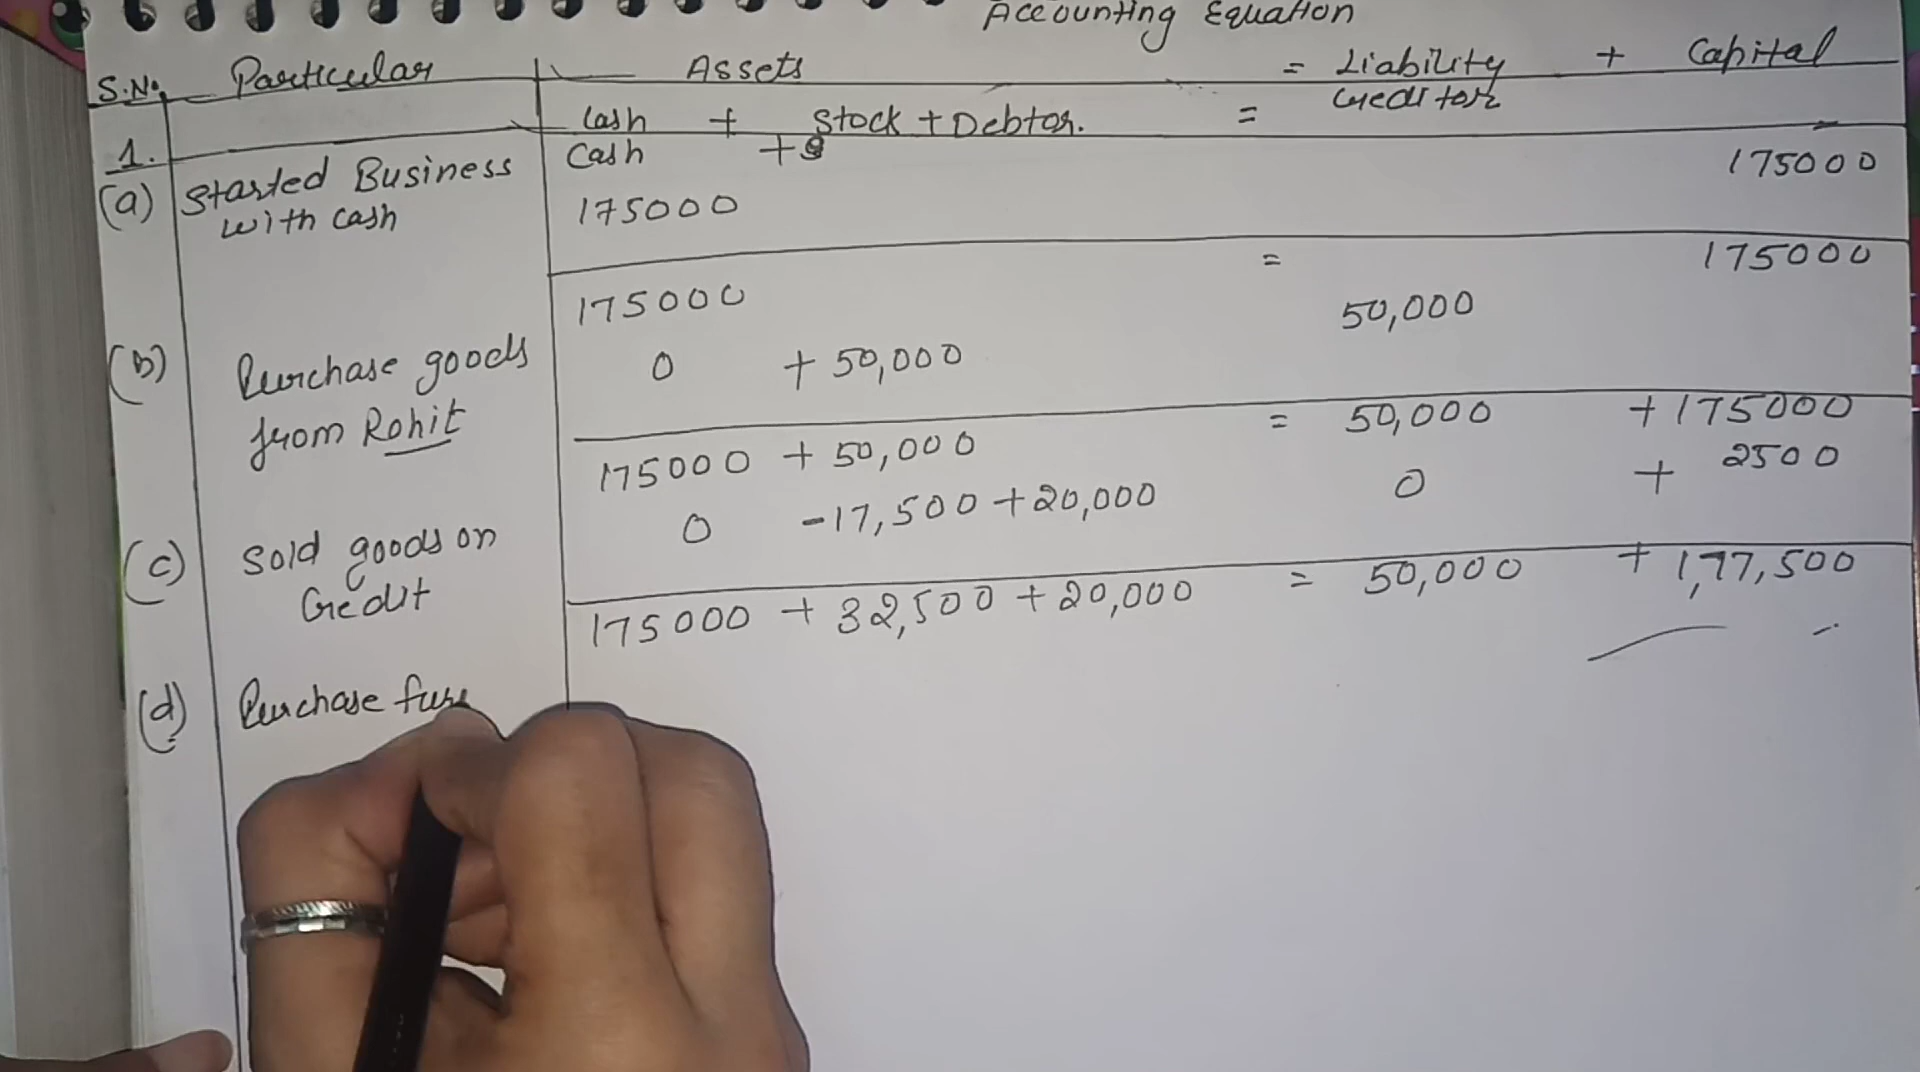 Accounting Equation
S.No. Particular Assets = Liability + Capital
Cash + Stock + Debtor. = Creditors
1. Cash +
(a) Started Business 175000
with cash 175000
175000 = 175000
50,000
(b) Purchase goods 0 + 50,000
from Rohit
175000 + 50,000 = 50,000 + 175000
0 -17,500 + 20,000 0 + 2500
(c) Sold goods on
Credit
175000 + 32,500 + 20,000 = 50,000 + 1,77,500
(d) Purchase fur